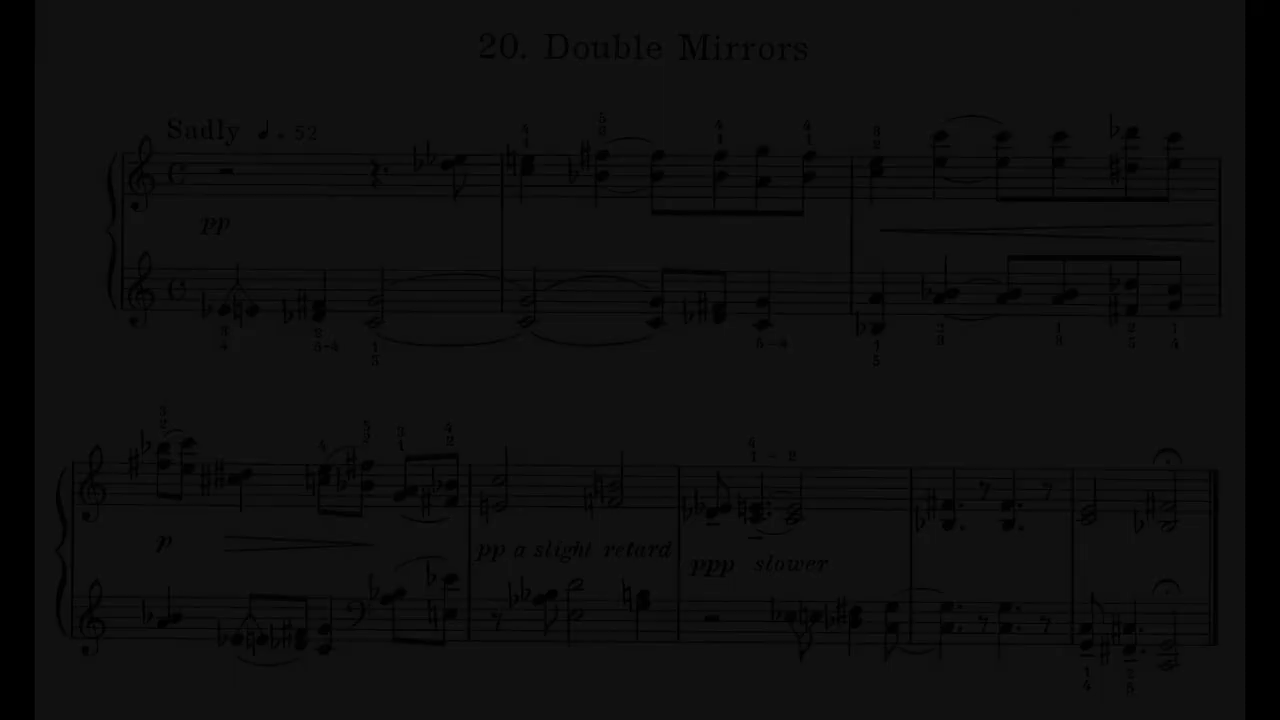 20. Double Mirrors
Sadly ♩. 52
pp
p
pp a slight retard
ppp slower